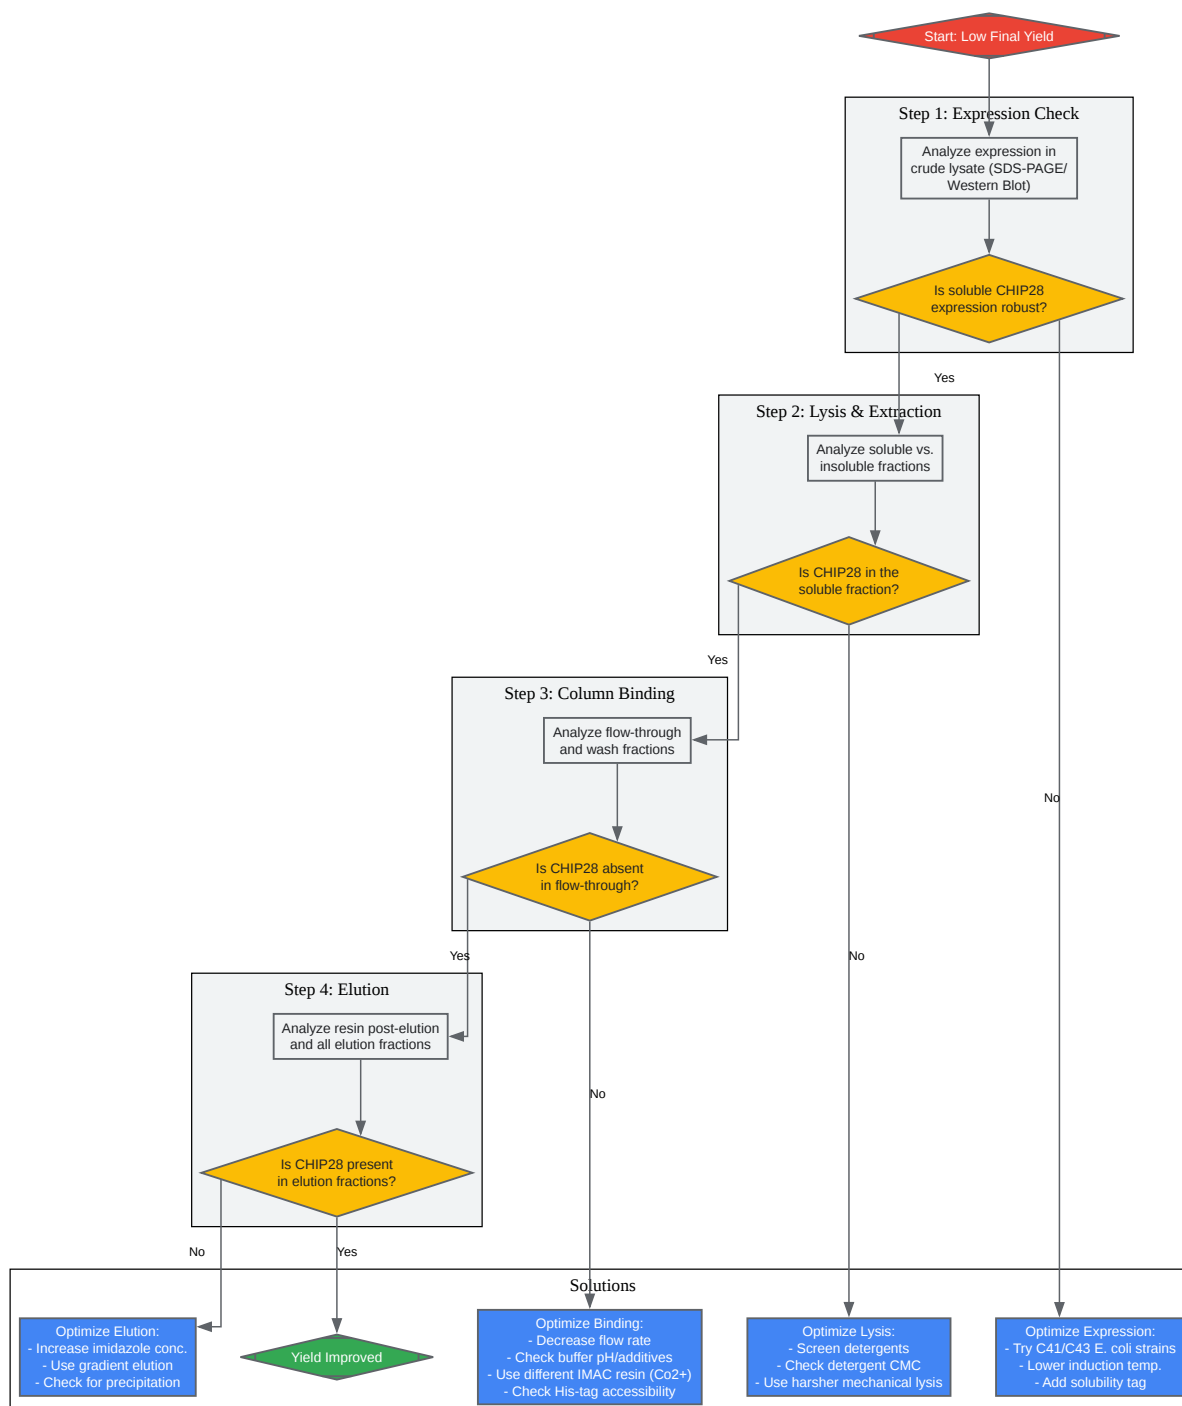 Start: Low Final Yield
Step 1: Expression Check
Analyze expression in
crude lysate (SDS-PAGE/
Western Blot)
Is soluble CHIP28
expression robust?
Yes
Step 2: Lysis & Extraction
Analyze soluble vs.
insoluble fractions
Is CHIP28 in the
soluble fraction?
Yes
Step 3: Column Binding
Analyze flow-through
and wash fractions
No
Is CHIP28 absent
in flow-through?
Yes
No
Step 4: Elution
Analyze resin post-elution
and all elution fractions
No
Is CHIP28 present
in elution fractions?
No
Yes
Solutions
Optimize Elution:
- Increase imidazole conc.
- Use gradient elution
- Check for precipitation
Yield Improved
Optimize Binding:
- Decrease flow rate
- Check buffer pH/additives
- Use different IMAC resin (Co2+)
- Check His-tag accessibility
Optimize Lysis:
- Screen detergents
- Check detergent CMC
- Use harsher mechanical lysis
Optimize Expression:
- Try C41/C43 E. coli strains
- Lower induction temp.
- Add solubility tag